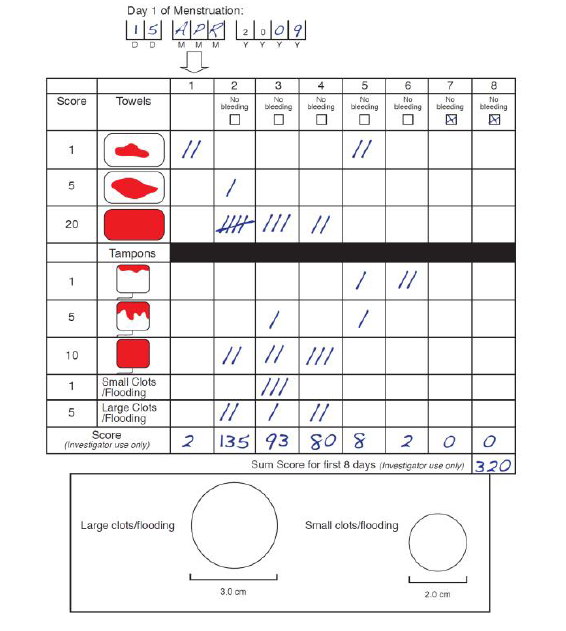 Day 1 of Menstruation:
15 APR 2009
D D M M M Y Y Y Y
1 2 3 4 5 6 7 8
Score Towels No bleeding No bleeding No bleeding No bleeding No bleeding No bleeding No bleeding
1
5
20
Tampons
1
5
10
1 Small Clots /Flooding
5 Large Clots /Flooding
Score (Investigator use only) 2 135 93 80 8 2 0 0
Sum Score for first 8 days (Investigator use only) 320
Large clots/flooding Small clots/flooding
3.0 cm 2.0 cm